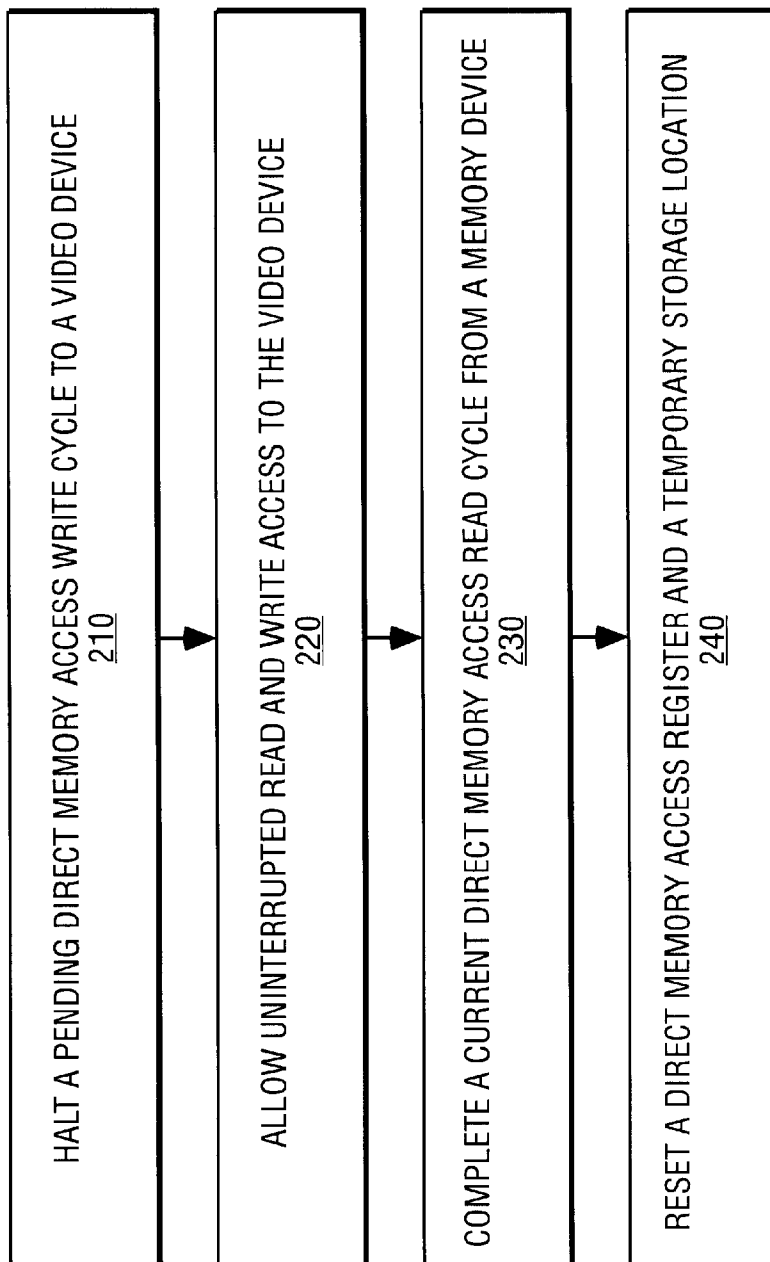 HALT A PENDING DIRECT MEMORY ACCESS WRITE CYCLE TO A VIDEO DEVICE
210
ALLOW UNINTERRUPTED READ AND WRITE ACCESS TO THE VIDEO DEVICE
220
COMPLETE A CURRENT DIRECT MEMORY ACCESS READ CYCLE FROM A MEMORY DEVICE
230
RESET A DIRECT MEMORY ACCESS REGISTER AND A TEMPORARY STORAGE LOCATION
240